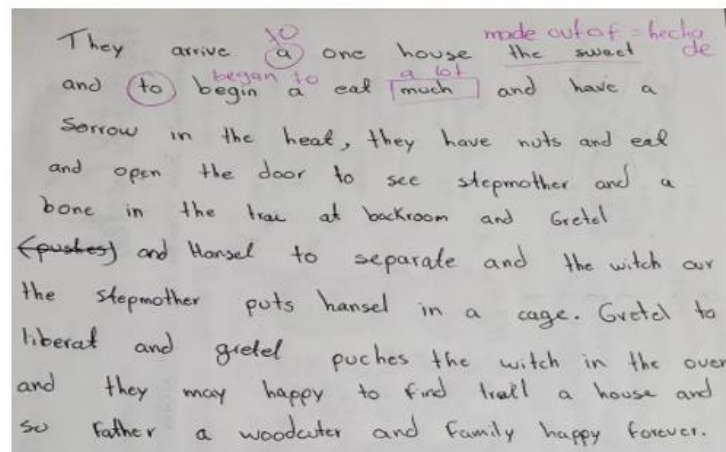 to made out of = hecho de
They arrive a one house the sweet
began to a lot
and to begin a eat much and have a
sorrow in the heat, they have nuts and eat
and open the door to see stepmother and a
bone in the trac at backroom and Gretel
(pushes) and Hansel to separate and the witch our
the stepmother puts hansel in a cage. Gretel to
liberat and gretel puches the witch in the over
and they may happy to find trell a house and
so Father a woodcuter and family happy forever.